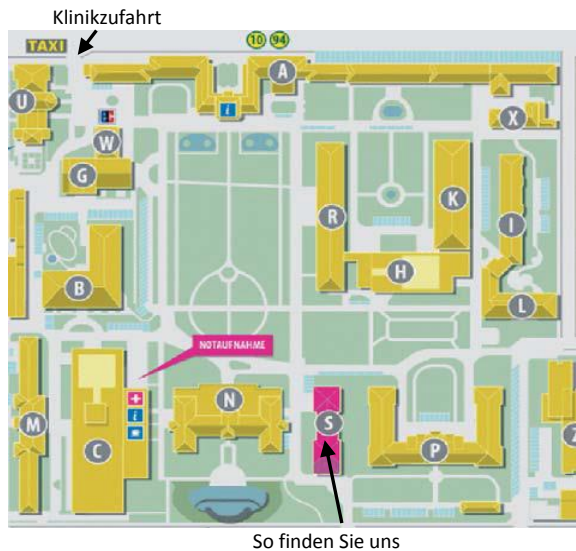 Klinikzufahrt
TAXI
10 94
A
i
U
X
W
G
R
K
I
H
B
L
NOTAUFNAHME
N
S
i
M
C
P
Z
So finden Sie uns